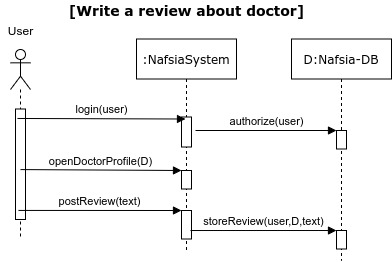 [Write a review about doctor]
User
:NafsiaSystem
D:Nafsia-DB
login(user)
authorize(user)
openDoctorProfile(D)
postReview(text)
storeReview(user,D,text)